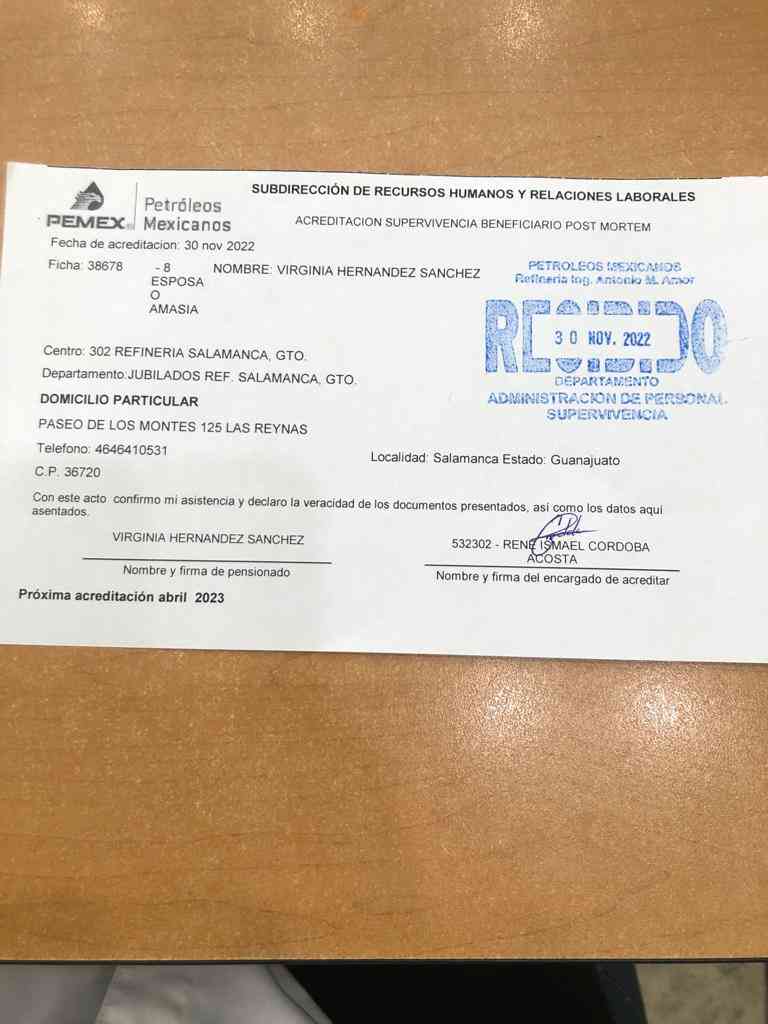 SUBDIRECCIÓN DE RECURSOS HUMANOS Y RELACIONES LABORALES
PEMEX® Petróleos Mexicanos
ACREDITACION SUPERVIVENCIA BENEFICIARIO POST MORTEM
Fecha de acreditacion: 30 nov 2022
Ficha: 38678 - 8 NOMBRE: VIRGINIA HERNANDEZ SANCHEZ
ESPOSA
O
AMASIA
PETROLEOS MEXICANOS
Refinería Ing. Antonio M. Amor
RECIBIDO
30 NOV. 2022
DEPARTAMENTO
ADMINISTRACION DE PERSONAL
SUPERVIVENCIA
Centro: 302 REFINERIA SALAMANCA, GTO.
Departamento:JUBILADOS REF. SALAMANCA, GTO.
DOMICILIO PARTICULAR
PASEO DE LOS MONTES 125 LAS REYNAS
Telefono: 4646410531
Localidad: Salamanca Estado: Guanajuato
C.P. 36720
Con este acto confirmo mi asistencia y declaro la veracidad de los documentos presentados, así como los datos aqui
asentados.
VIRGINIA HERNANDEZ SANCHEZ
Nombre y firma de pensionado
532302 - RENE ISMAEL CORDOBA
ACOSTA
Nombre y firma del encargado de acreditar
Próxima acreditación abril 2023